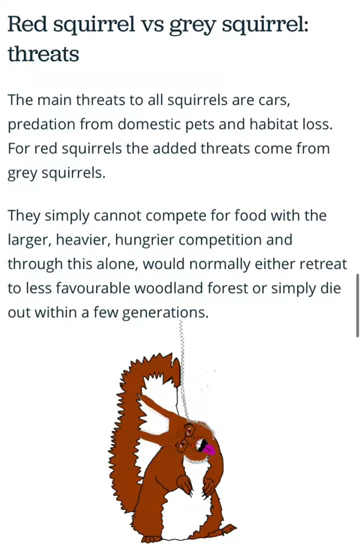 Red squirrel vs grey squirrel:
threats
The main threats to all squirrels are cars,
predation from domestic pets and habitat loss.
For red squirrels the added threats come from
grey squirrels.
They simply cannot compete for food with the
larger, heavier, hungrier competition and
through this alone, would normally either retreat
to less favourable woodland forest or simply die
out within a few generations.